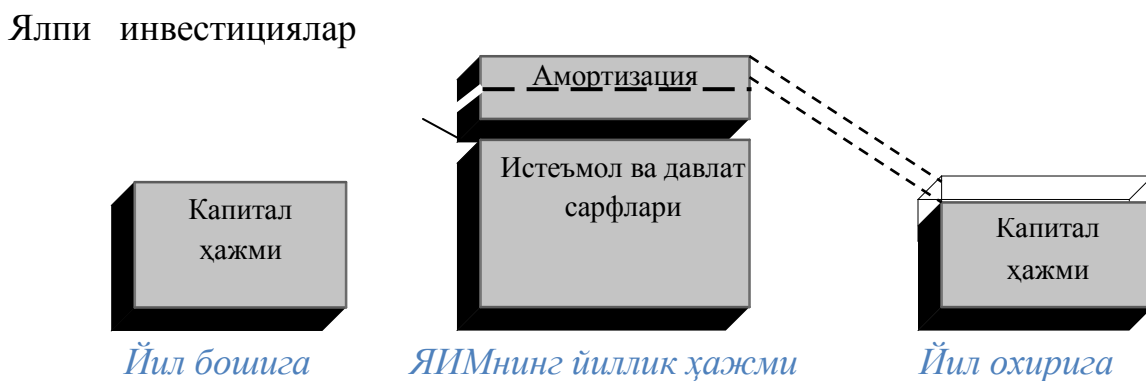 Ялпи инвестициялар
Амортизация
Истеъмол ва давлат
сарфлари
Капитал
ҳажми
Капитал
ҳажми
Йил бошига
ЯИМнинг йиллик ҳажми
Йил охирига